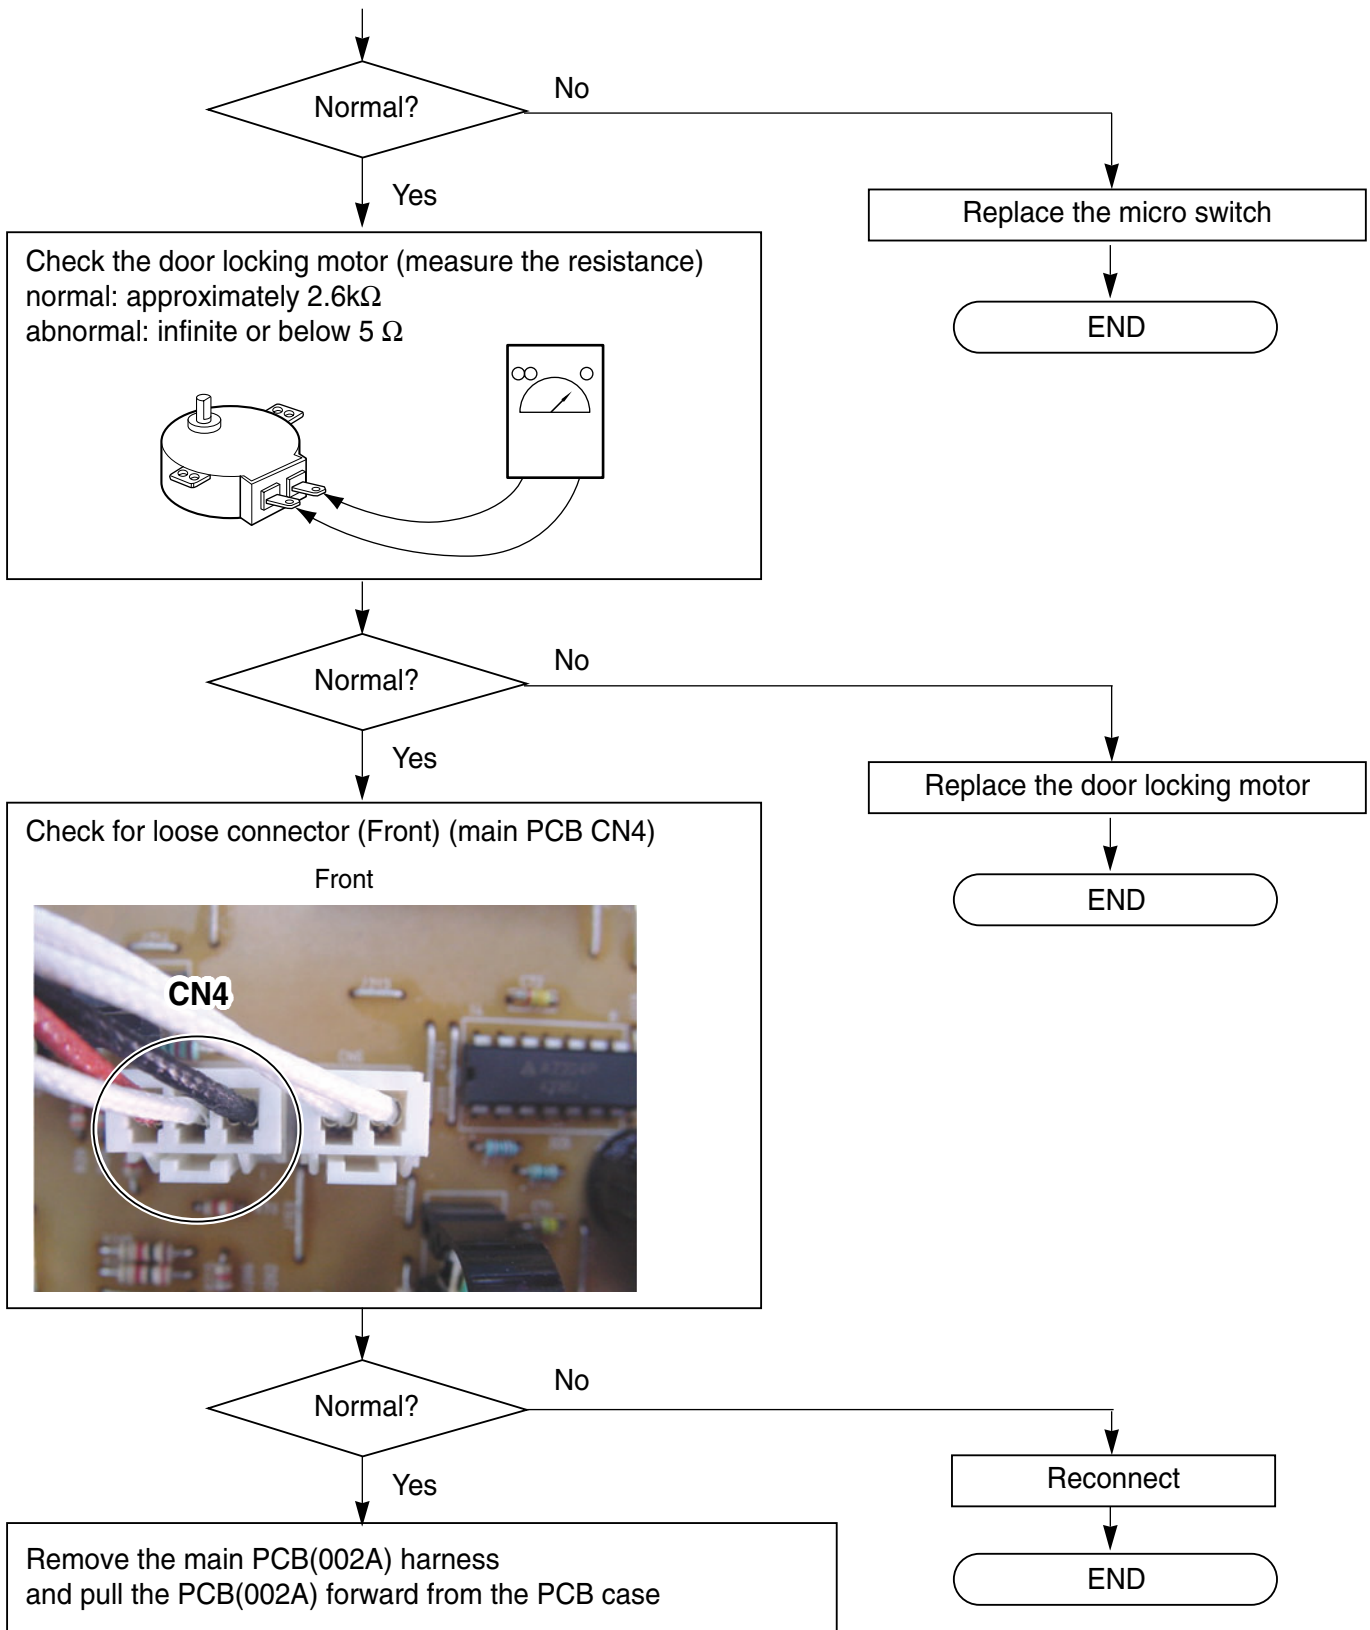 Normal?
No
Yes
Replace the micro switch
END
Check the door locking motor (measure the resistance)
normal: approximately 2.6kΩ
abnormal: infinite or below 5 Ω
Normal?
No
Yes
Replace the door locking motor
END
Check for loose connector (Front) (main PCB CN4)
Front
CN4
Normal?
No
Yes
Reconnect
END
Remove the main PCB(002A) harness
and pull the PCB(002A) forward from the PCB case